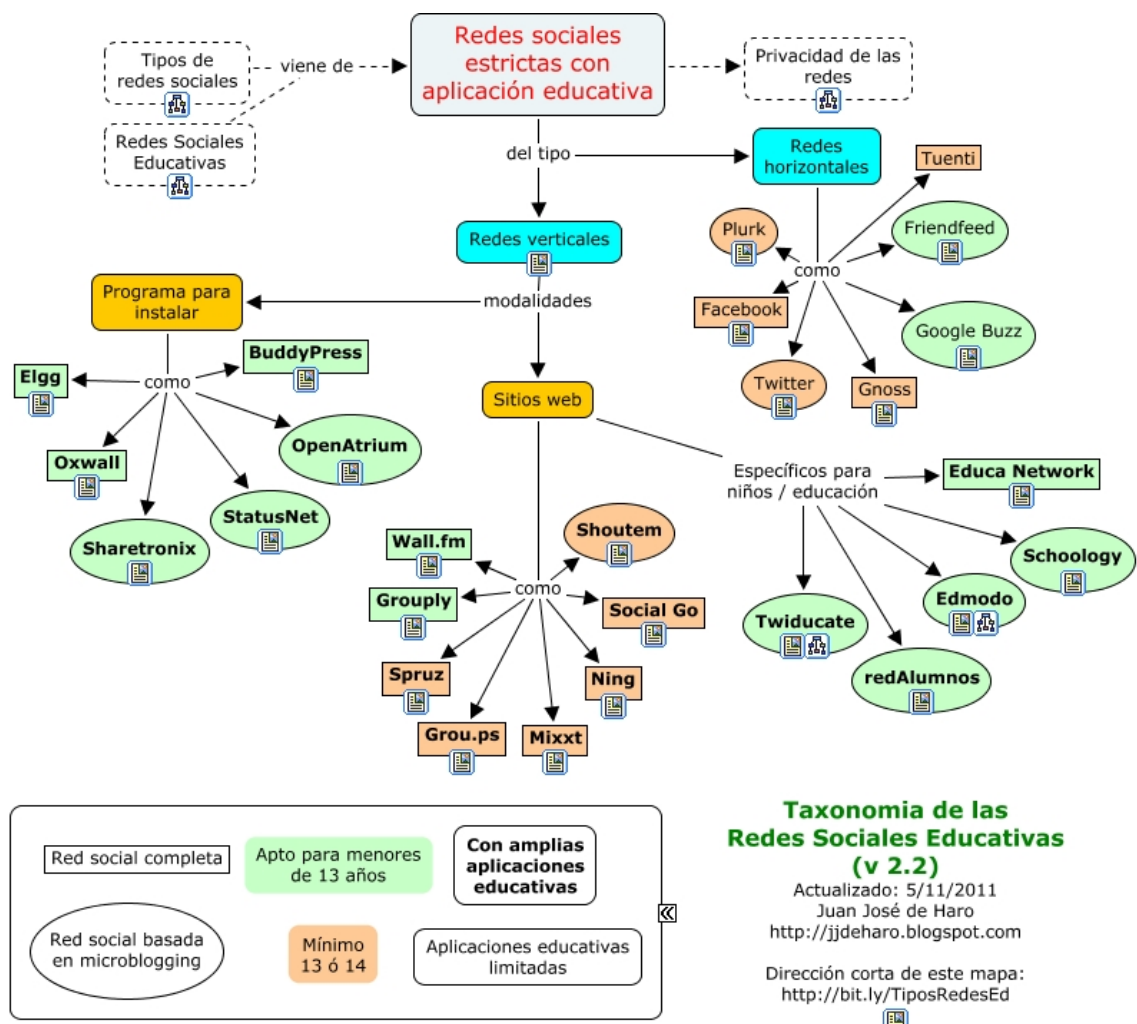 Redes sociales
estrictas con
aplicación educativa
Tipos de
redes sociales
viene de
Privacidad de las
redes
Redes Sociales
Educativas
del tipo
Redes
horizontales
Tuenti
Plurk
Friendfeed
Redes verticales
como
Facebook
Google Buzz
Twitter
Gnoss
Programa para
instalar
modalidades
BuddyPress
Elgg
como
Sitios web
OpenAtrium
Oxwall
StatusNet
Sharetronix
Específicos para
niños / educación
Educa Network
Schoology
Edmodo
Twiducate
redAlumnos
Shoutem
Wall.fm
como
Grouply
Social Go
Spruz
Ning
Grou.ps
Mixxt
Red social completa
Apto para menores
de 13 años
Con amplias
aplicaciones
educativas
Red social basada
en microblogging
Mínimo
13 ó 14
Aplicaciones educativas
limitadas
Taxonomia de las
Redes Sociales Educativas
(v 2.2)
Actualizado: 5/11/2011
Juan José de Haro
http://jjdeharo.blogspot.com
Dirección corta de este mapa:
http://bit.ly/TiposRedesEd